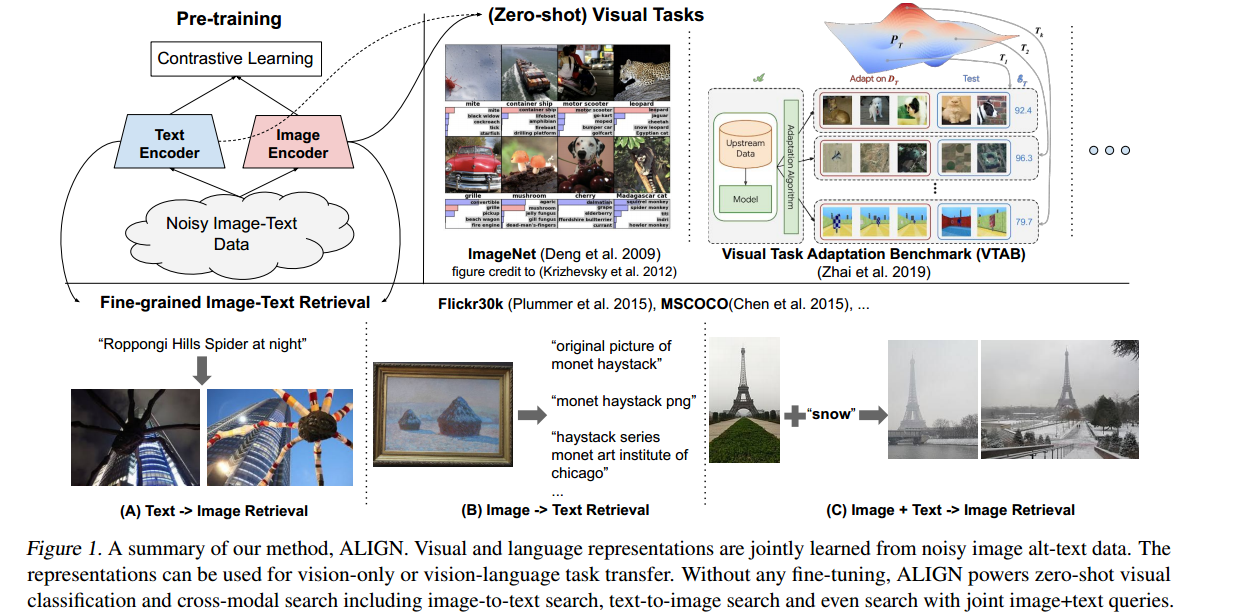 Pre-training
Contrastive Learning
Text
Encoder
Image
Encoder
Noisy Image-Text
Data
(Zero-shot) Visual Tasks
mite
container ship
motor scooter
leopard
mite
black widow
cockroach
tick
starfish
container ship
lifeboat
amphibian
fireboat
drilling platform
motor scooter
go-kart
moped
bumper car
golfcart
leopard
jaguar
cheetah
snow leopard
Egyptian cat
grille
mushroom
cherry
Madagascar cat
convertible
grille
pickup
beach wagon
fire engine
agaric
mushroom
jelly fungus
gill fungus
dead-man's-fingers
dalmatian
grape
elderberry
ffordshire bullterrier
currant
squirrel monkey
spider monkey
titi
indri
howler monkey
ImageNet (Deng et al. 2009)
figure credit to (Krizhevsky et al. 2012)
P_T
T_k
T_2
T_1
Adapt on D_T
Test
Upstream
Data
Model
Adaptation Algorithm
92.4
96.3
79.7
Visual Task Adaptation Benchmark (VTAB)
(Zhai et al. 2019)
Fine-grained Image-Text Retrieval
Flickr30k (Plummer et al. 2015), MSCOCO(Chen et al. 2015), ...
“Roppongi Hills Spider at night”
(A) Text -> Image Retrieval
“original picture of
monet haystack”
“monet haystack png”
“haystack series
monet art institute of
chicago”
...
(B) Image -> Text Retrieval
“snow”
(C) Image + Text -> Image Retrieval
Figure 1. A summary of our method, ALIGN. Visual and language representations are jointly learned from noisy image alt-text data. The
representations can be used for vision-only or vision-language task transfer. Without any fine-tuning, ALIGN powers zero-shot visual
classification and cross-modal search including image-to-text search, text-to-image search and even search with joint image+text queries.